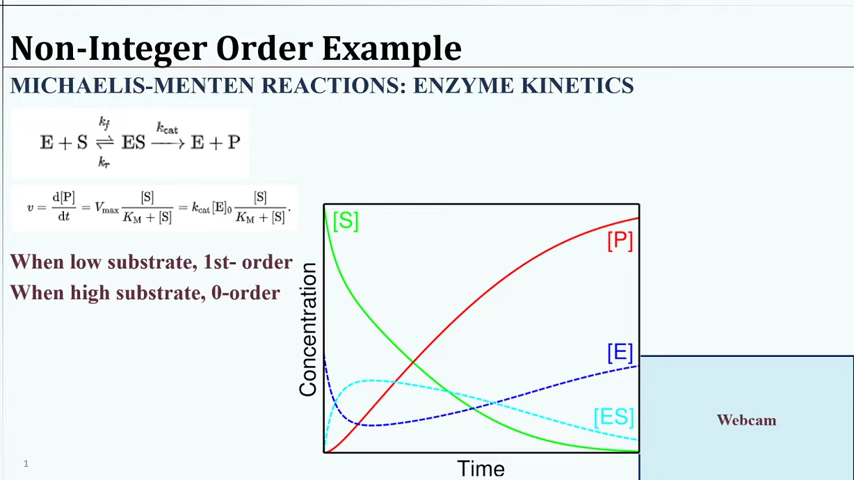 Non-Integer Order Example
MICHAELIS-MENTEN REACTIONS: ENZYME KINETICS
E + S ⇌ ES ⟶ E + P
k_f
k_r
k_cat
v = d[P]/dt = V_max [S]/(K_M + [S]) = k_cat [E]_0 [S]/(K_M + [S]).
When low substrate, 1st- order
When high substrate, 0-order
Concentration
[S]
[P]
[E]
[ES]
Time
Webcam
1